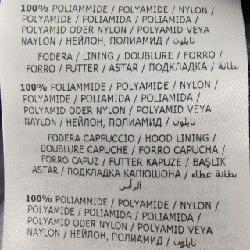 100% POLIAMMIDE / POLYAMIDE / NYLON /
POLYAMIDE / POLIAMIDA / POLIAMIDA /
POLYAMID ODER NYLON / POLYAMID VEYA
NAYLON / НЕЙЛОН, ПОЛИАМИД / نايلون
FODERA / LINING / DOUBLURE / FORRO /
FORRO / FUTTER / ASTAR / ПОДКЛАДКА / بطانة
100% POLIAMMIDE / POLYAMIDE / NYLON /
POLYAMIDE / POLIAMIDA / POLIAMIDA /
POLYAMID ODER NYLON / POLYAMID VEYA
NAYLON / НЕЙЛОН, ПОЛИАМИД / نايلون
FODERA CAPPUCCIO / HOOD LINING /
DOUBLURE CAPUCHE / FORRO CAPUCHA /
FORRO CAPUZ / FUTTER KAPUZE / BAŞLIK
ASTAR / ПОДКЛАДКА КАПЮШОНА / بطانة غطاء
الرأس
100% POLIAMMIDE / POLYAMIDE / NYLON /
POLYAMIDE / POLIAMIDA / POLIAMIDA /
POLYAMID ODER NYLON / POLYAMID VEYA
NAYLON / НЕЙЛОН, ПОЛИАМИД / نايلون